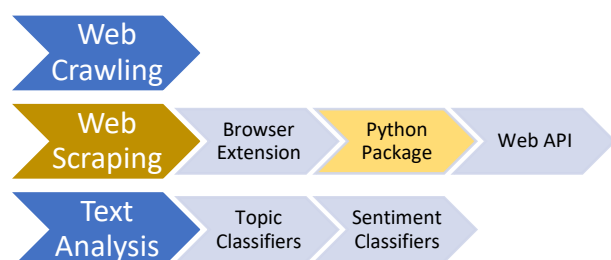 Web
Crawling
Web
Scraping
Browser
Extension
Python
Package
Web API
Text
Analysis
Topic
Classifiers
Sentiment
Classifiers